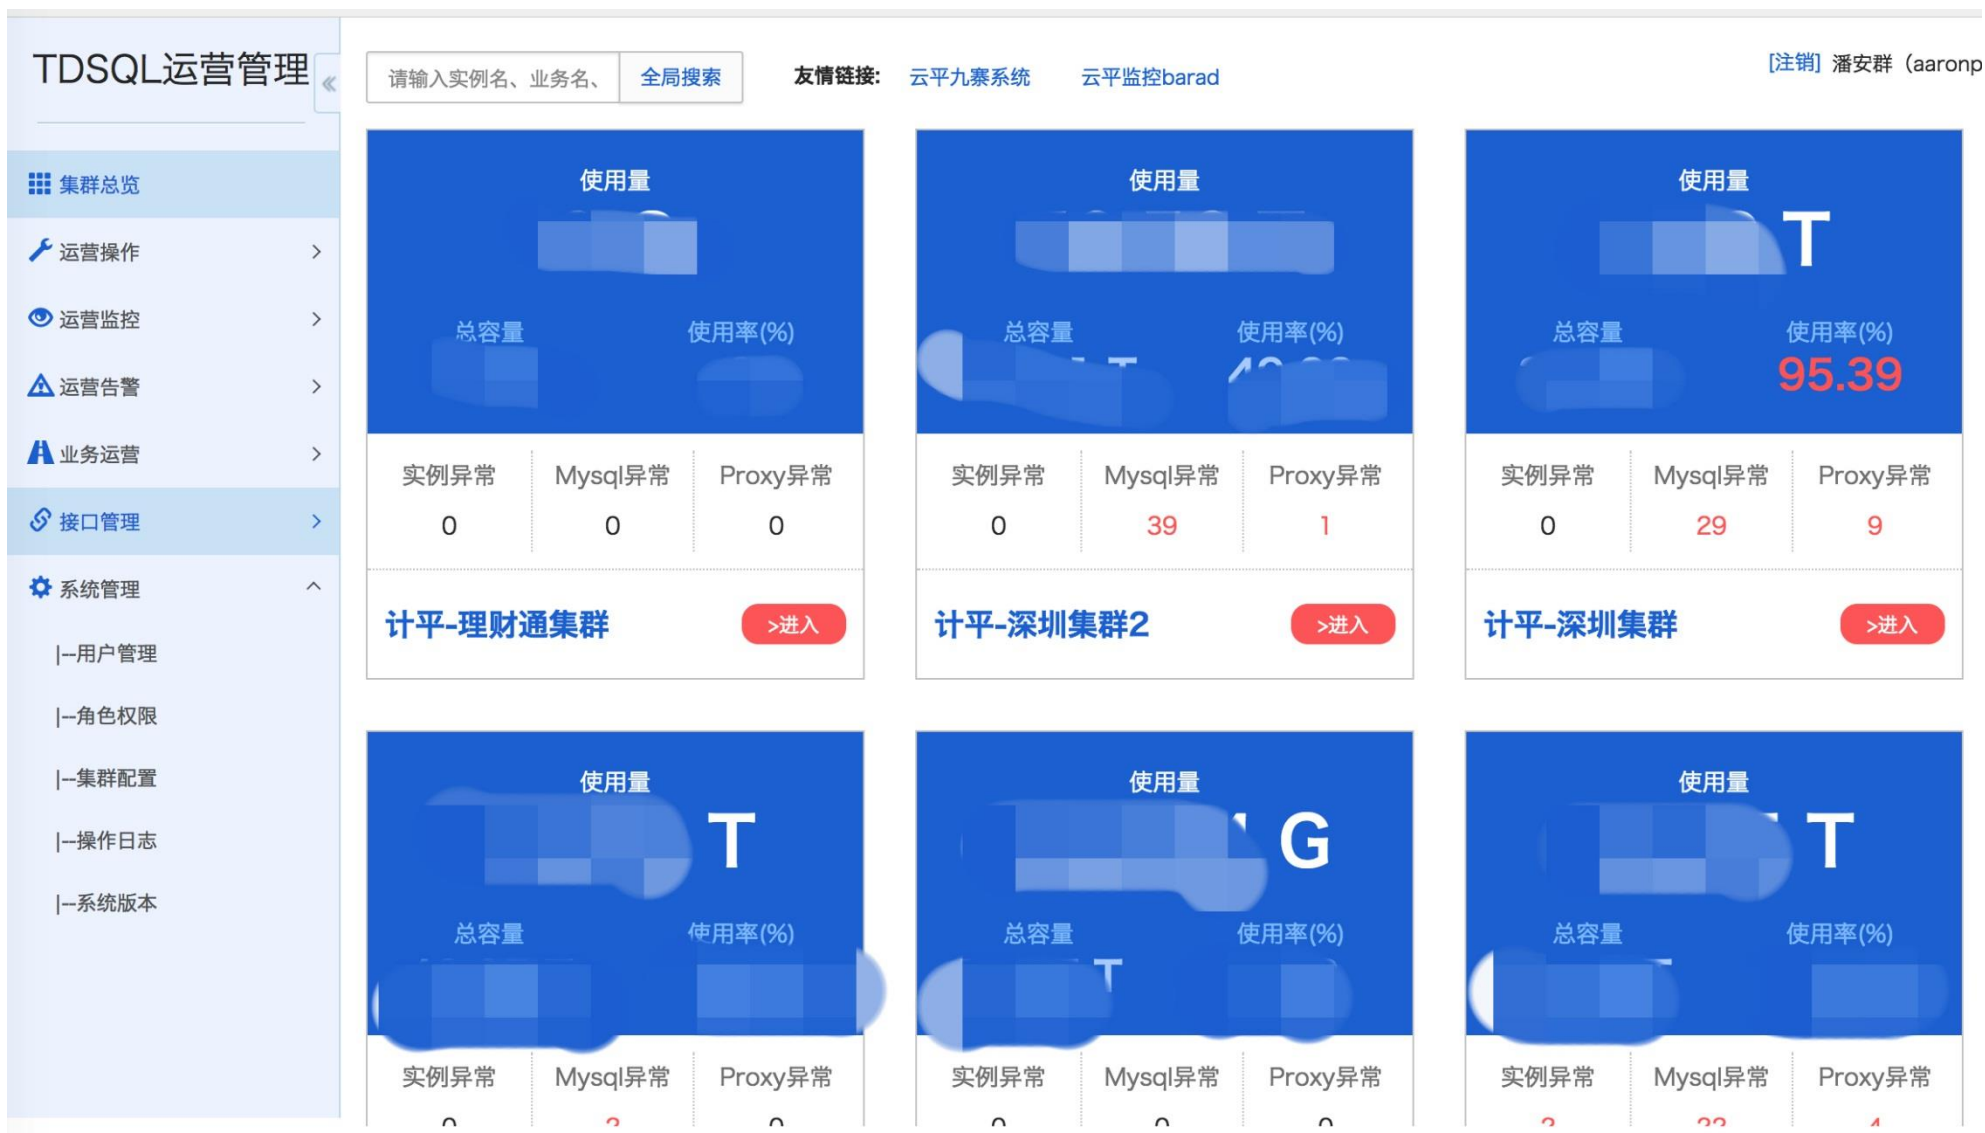 TDSQL运营管理
«
请输入实例名、业务名、 全局搜索 友情链接: 云平九寨系统 云平监控barad [注销] 潘安群（aaronp
集群总览
运营操作
运营监控
运营告警
业务运营
接口管理
系统管理
|--用户管理
|--角色权限
|--集群配置
|--操作日志
|--系统版本
使用量
总容量 使用率(%)
实例异常 Mysql异常 Proxy异常
0 0 0
计平-理财通集群 >进入
使用量
总容量 使用率(%)
实例异常 Mysql异常 Proxy异常
0 39 1
计平-深圳集群2 >进入
使用量
T
总容量 使用率(%)
95.39
实例异常 Mysql异常 Proxy异常
0 29 9
计平-深圳集群 >进入
使用量
T
总容量 使用率(%)
实例异常 Mysql异常 Proxy异常
使用量
G
总容量 使用率(%)
T
实例异常 Mysql异常 Proxy异常
使用量
T
总容量 使用率(%)
实例异常 Mysql异常 Proxy异常